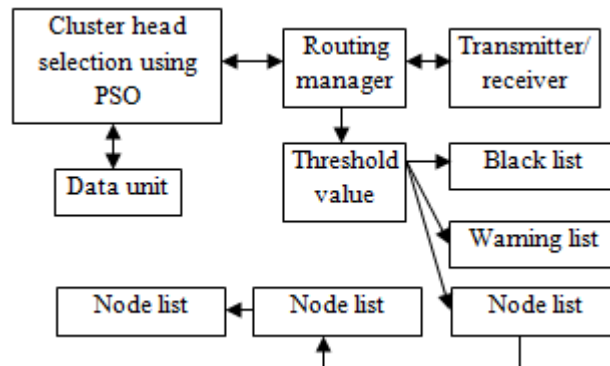 Cluster head
selection using
PSO
Routing
manager
Transmitter/
receiver
Data unit
Threshold
value
Black list
Warning list
Node list
Node list
Node list